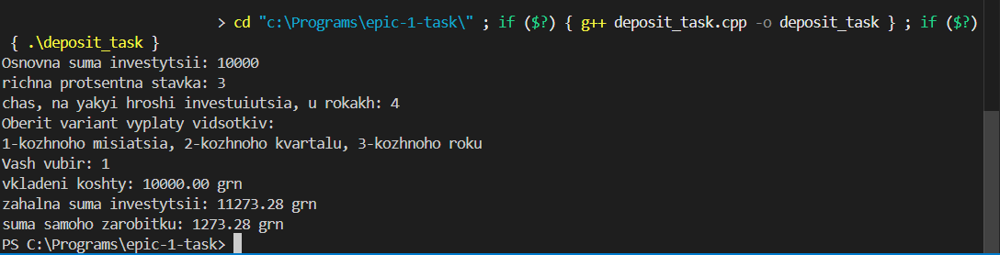 > cd "c:\Programs\epic-1-task\" ; if ($?) { g++ deposit_task.cpp -o deposit_task } ; if ($?)
{ .\deposit_task }
Osnovna suma investytsii: 10000
richna protsentna stavka: 3
chas, na yakyi hroshi investuiutsia, u rokakh: 4
Oberit variant vyplaty vidsotkiv:
1-kozhnoho misiatsia, 2-kozhnoho kvartalu, 3-kozhnoho roku
Vash vubir: 1
vkladeni koshty: 10000.00 grn
zahalna suma investytsii: 11273.28 grn
suma samoho zarobitku: 1273.28 grn
PS C:\Programs\epic-1-task>